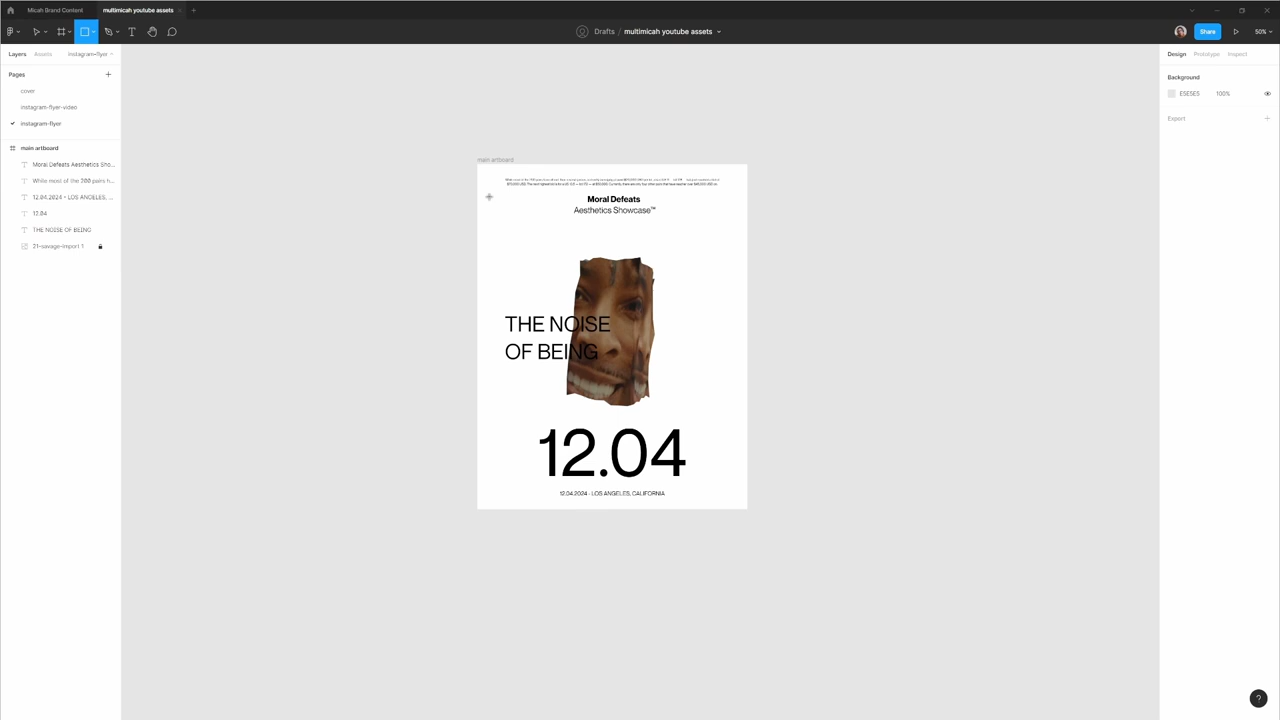 Micah Brand Content
multimicah youtube assets
Drafts / multimicah youtube assets
Share
50%
Layers
Assets
instagram-flyer
Pages
cover
instagram-flyer-video
instagram-flyer
main artboard
Moral Defeats Aesthetics Sho...
While most of the 200 pairs h...
12.04.2024 - LOS ANGELES, ...
12.04
THE NOISE OF BEING
21-savage-import 1
Design
Prototype
Inspect
Background
E5E5E5
100%
Export
main artboard
Moral Defeats
Aesthetics Showcase™
THE NOISE
OF BEING
12.04
12.04.2024 - LOS ANGELES, CALIFORNIA
?